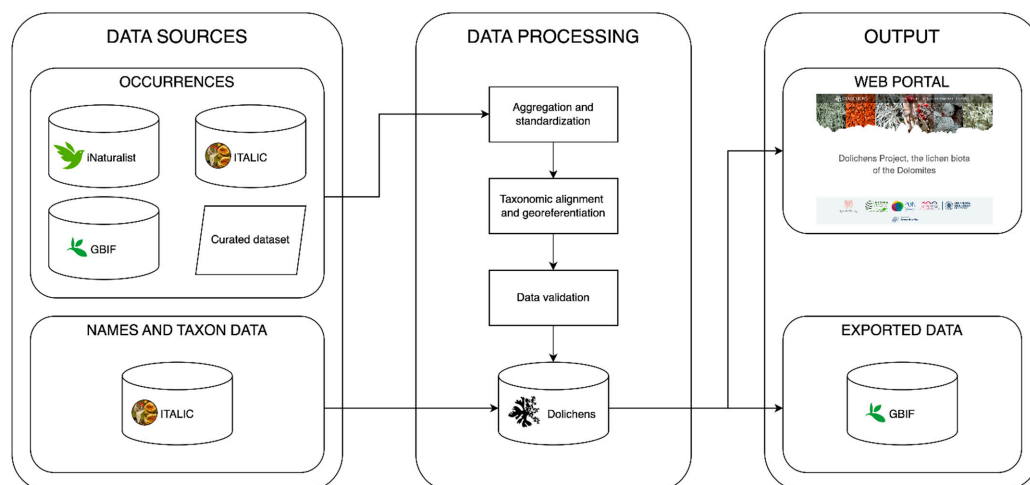 DATA SOURCES
OCCURRENCES
iNaturalist
ITALIC
GBIF
Curated dataset
NAMES AND TAXON DATA
ITALIC
DATA PROCESSING
Aggregation and
standardization
Taxonomic alignment
and georeferentiation
Data validation
Dolichens
OUTPUT
WEB PORTAL
Dolichens Project, the lichen biota
of the Dolomites
EXPORTED DATA
GBIF